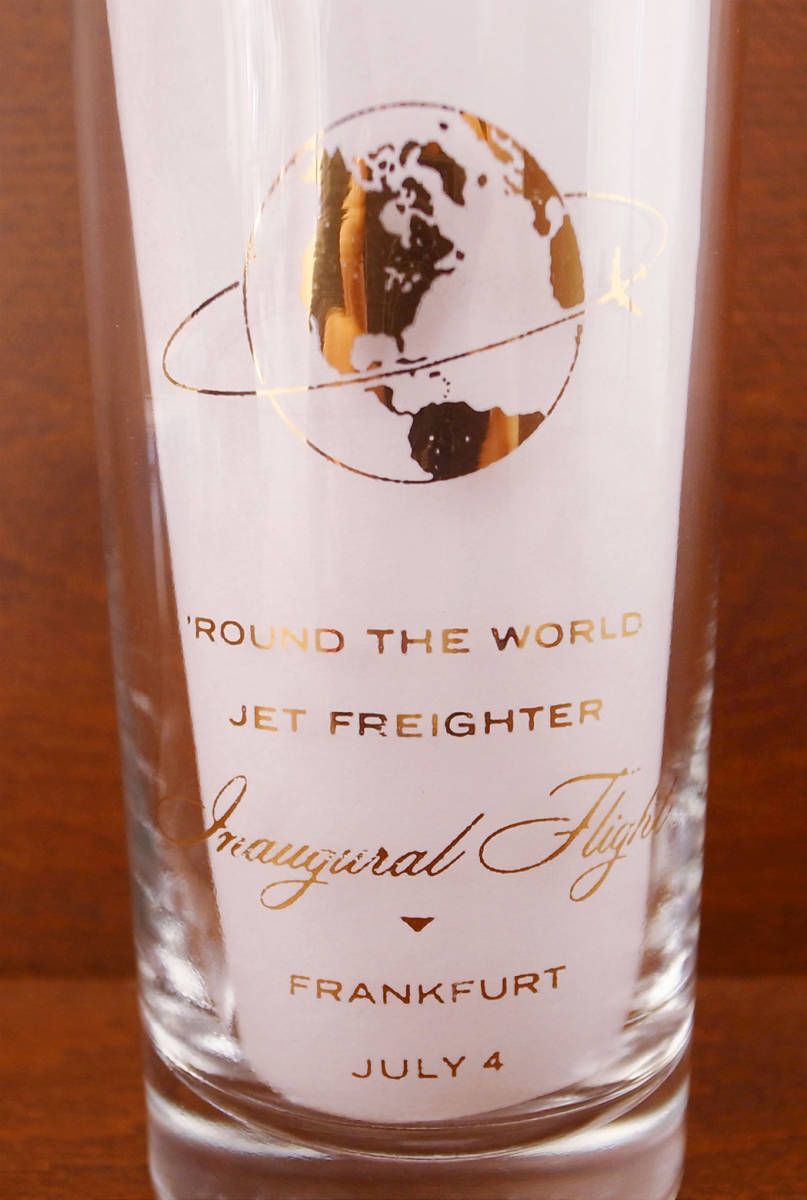 'ROUND THE WORLD
JET FREIGHTER
Inaugural Flight
FRANKFURT
JULY 4